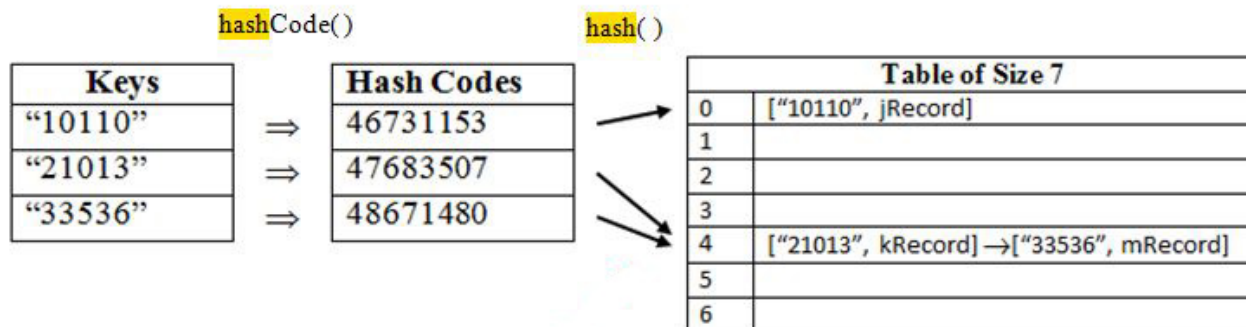 hashCode()
hash( )
Keys
“10110”
“21013”
“33536”
⇒
⇒
⇒
Hash Codes
46731153
47683507
48671480
Table of Size 7
0 [“10110”, jRecord]
1
2
3
4 [“21013”, kRecord]→[“33536”, mRecord]
5
6